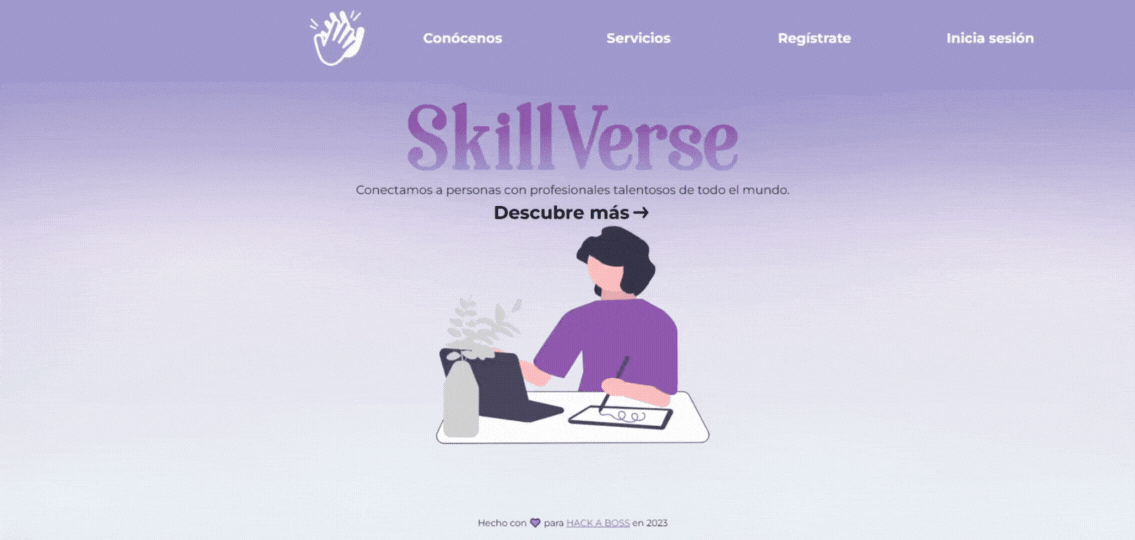 Conócenos Servicios Regístrate Inicia sesión
SkillVerse
Conectamos a personas con profesionales talentosos de todo el mundo.
Descubre más →
Hecho con 💜 para HACK A BOSS en 2023